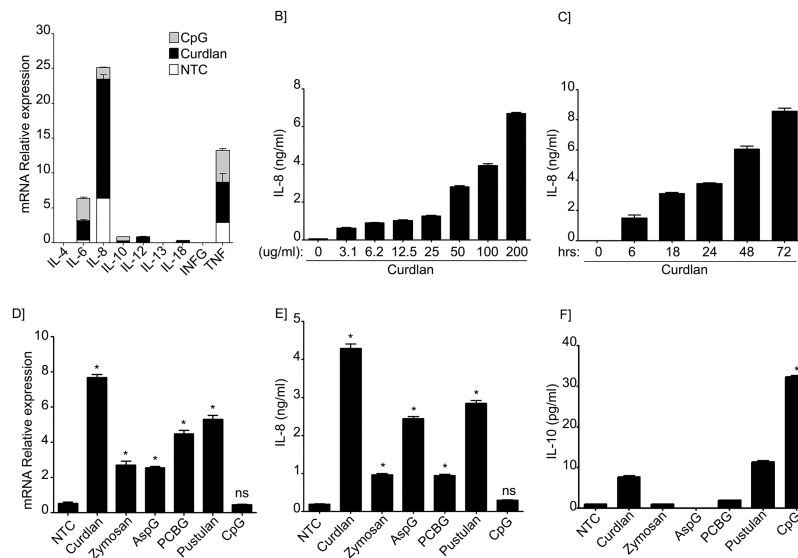 mRNA Relative expression
30
25
20
15
10
5
0
CpG
Curdlan
NTC
IL-4
IL-6
IL-8
IL-10
IL-12
IL-13
IL-18
INFG
TNF
B]
IL-8 (ng/ml)
8
6
4
2
0
(ug/ml): 0 3.1 6.2 12.5 25 50 100 200
Curdlan
C]
IL-8 (ng/ml)
10
8
6
4
2
0
hrs: 0 6 18 24 48 72
Curdlan
D]
mRNA Relative expression
10
8
6
4
2
0
* * * * * ns
NTC
Curdlan
Zymosan
AspG
PCBG
Pustulan
CpG
E]
IL-8 (ng/ml)
5
4
3
2
1
0
* * * * * ns
NTC
Curdlan
Zymosan
AspG
PCBG
Pustulan
CpG
F]
IL-10 (pg/ml)
40
30
20
10
0
*
NTC
Curdlan
Zymosan
AspG
PCBG
Pustulan
CpG